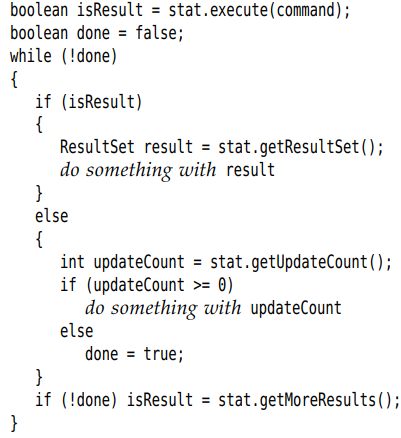 boolean isResult = stat.execute(command);
boolean done = false;
while (!done)
{
if (isResult)
{
ResultSet result = stat.getResultSet();
do something with result
}
else
{
int updateCount = stat.getUpdateCount();
if (updateCount >= 0)
do something with updateCount
else
done = true;
}
if (!done) isResult = stat.getMoreResults();
}